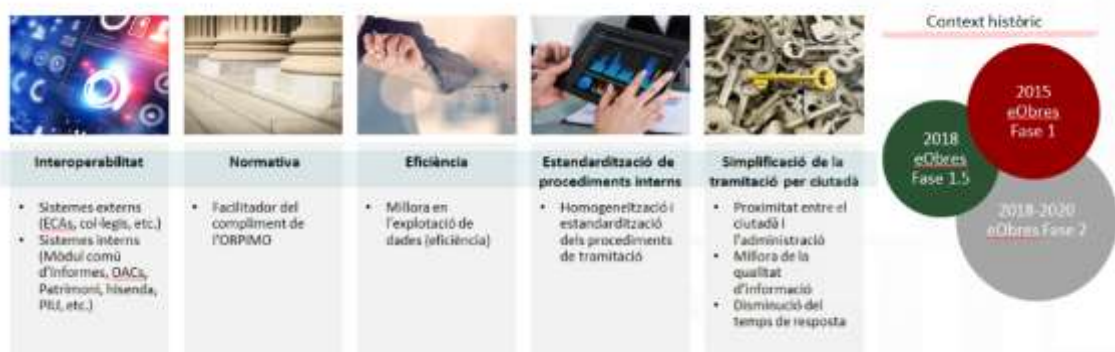 Context històric
2015
eObres
Fase 1
2018
eObres
Fase 1.5
2018-2020
eObres Fase 2
Interoperabilitat
• Sistemes externs
(ECAs, col·legis, etc.)
• Sistemes interns
(Mòdul comú
d'informes, OACs,
Patrimoni, hisenda,
PIU, etc.)
Normativa
• Facilitador del
compliment de
l'ORPIMO
Eficiència
• Millora en
l'explotació de
dades (eficiència)
Estandardització de
procediments interns
• Homogeneïtzació i
estandardització
dels procediments
de tramitació
Simplificació de la
tramitació per ciutadà
• Proximitat entre el
ciutadà i
l'administració
• Millora de la
qualitat
d'informació
• Disminució del
temps de resposta